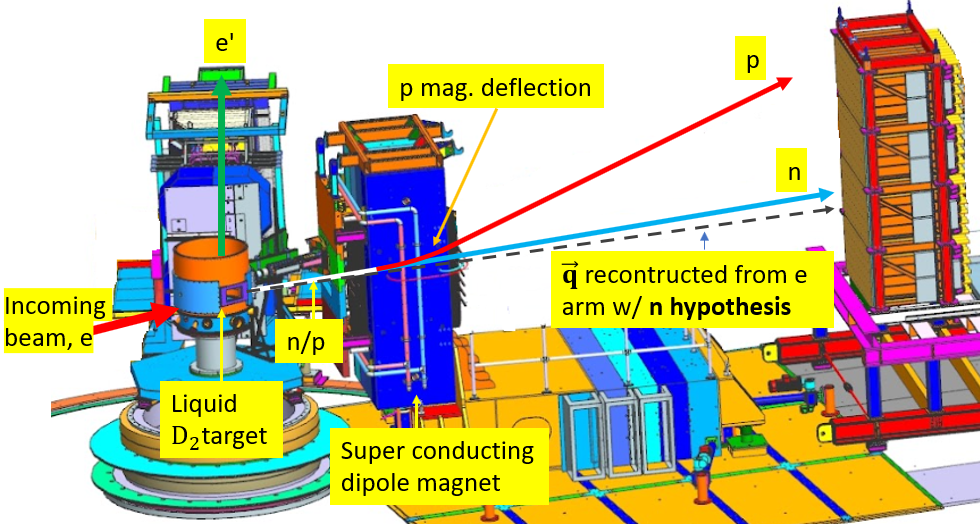 e'
p mag. deflection
p
n
q⃗ recontructed from e
arm w/ n hypothesis
Incoming
beam, e
n/p
Liquid
D₂target
Super conducting
dipole magnet